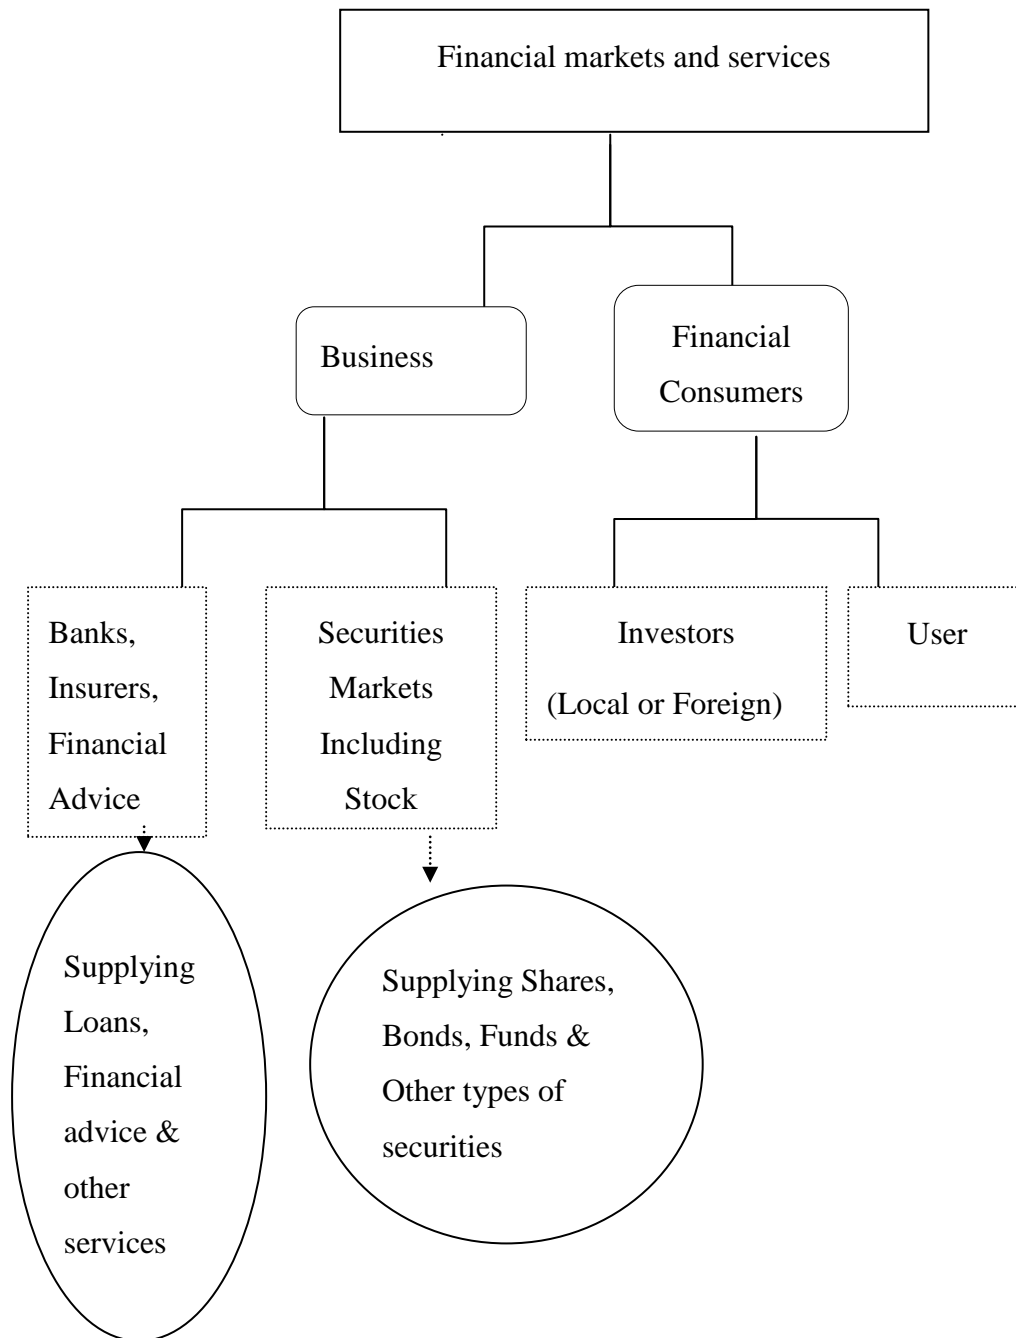 Financial markets and services
Business
Financial
Consumers
Banks,
Insurers,
Financial
Advice
Securities
Markets
Including
Stock
Investors
(Local or Foreign)
User
Supplying
Loans,
Financial
advice &
other
services
Supplying Shares,
Bonds, Funds &
Other types of
securities